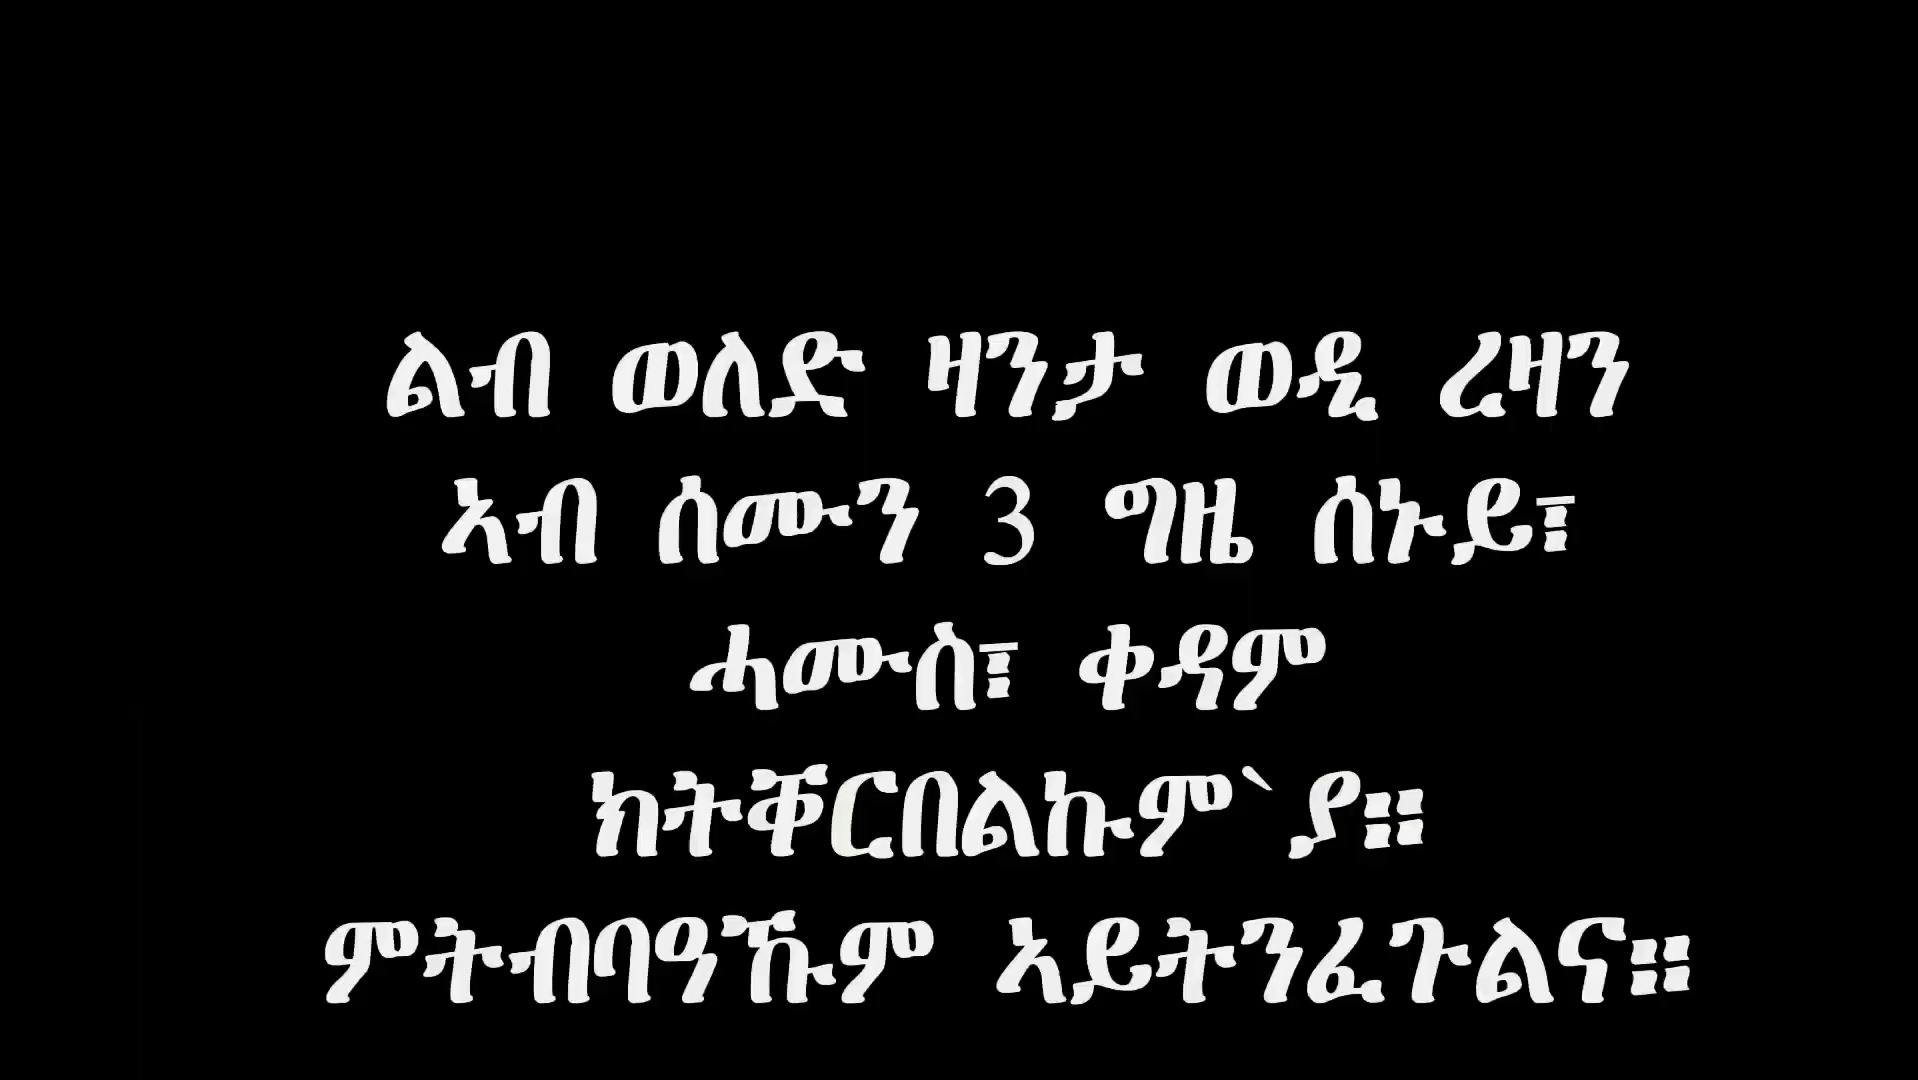 ልብ ወለድ ዛንታ ወዲ ረዛን
ኣብ ሰሙን 3 ግዜ ሰኑይ፤
ሓሙስ፤ ቀዳም
ክትቐርበልኩም`ያ።
ምትብባዓኹም ኣይትንፈጉልና።